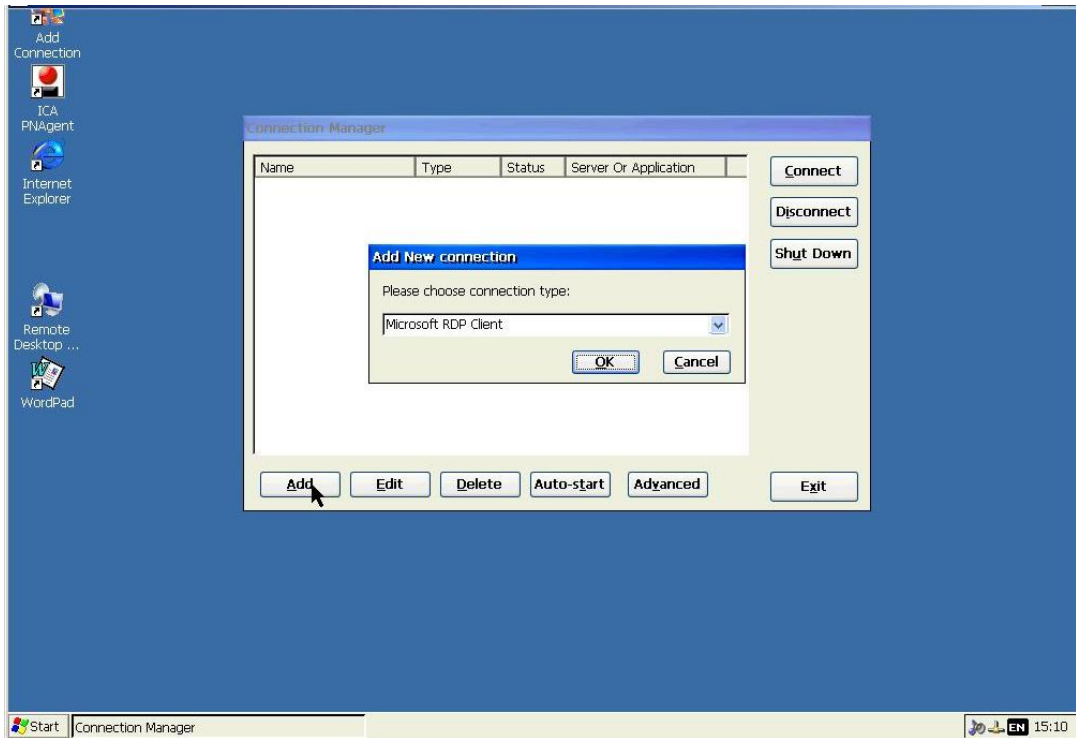 Add
Connection
ICA
PNAgent
Internet
Explorer
Remote
Desktop ...
WordPad
Connection Manager
Name Type Status Server Or Application
Connect
Disconnect
Shut Down
Add New connection
Please choose connection type:
Microsoft RDP Client
OK Cancel
Add Edit Delete Auto-start Advanced Exit
Start Connection Manager EN 15:10